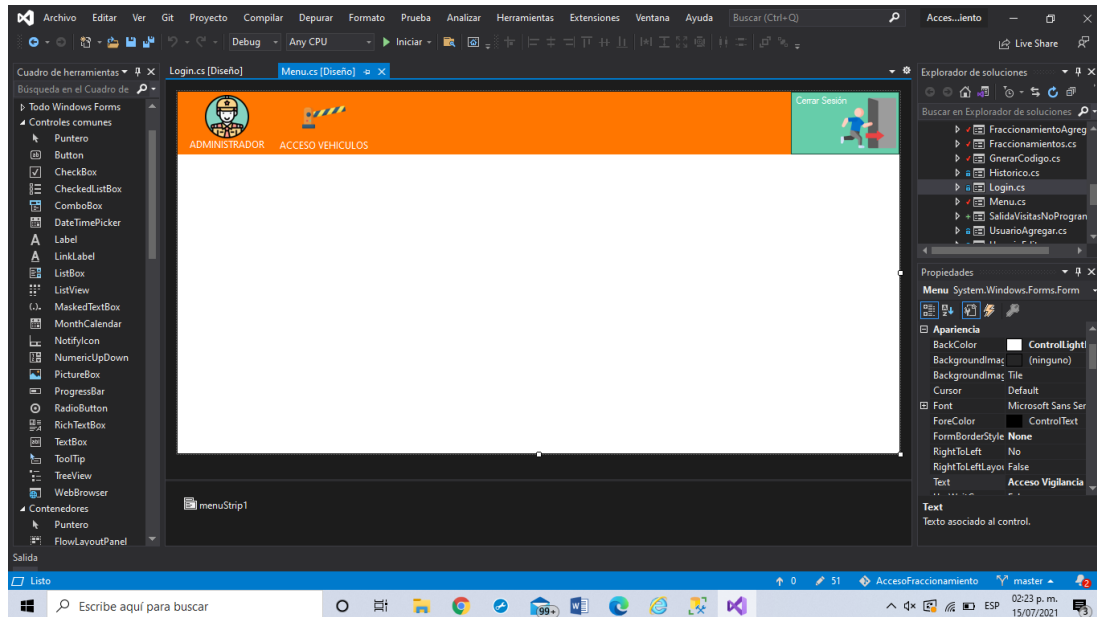 Archivo Editar Ver Git Proyecto Compilar Depurar Formato Prueba Analizar Herramientas Extensiones Ventana Ayuda Buscar (Ctrl+Q) Acces...iento
Debug Any CPU Iniciar Live Share
Cuadro de herramientas
Búsqueda en el Cuadro de
Todo Windows Forms
Controles comunes
Puntero
Button
CheckBox
CheckedListBox
ComboBox
DateTimePicker
Label
LinkLabel
ListBox
ListView
MaskedTextBox
MonthCalendar
NotifyIcon
NumericUpDown
PictureBox
ProgressBar
RadioButton
RichTextBox
TextBox
ToolTip
TreeView
WebBrowser
Contenedores
Puntero
FlowLayoutPanel
Login.cs [Diseño] Menu.cs [Diseño]
ADMINISTRADOR ACCESO VEHICULOS
Cerrar Sesión
menuStrip1
Explorador de soluciones
Buscar en Explorador de soluciones
FraccionamientoAgreg
Fraccionamientos.cs
GnerarCodigo.cs
Historico.cs
Login.cs
Menu.cs
SalidaVisitasNoProgran
UsuarioAgregar.cs
Propiedades
Menu System.Windows.Forms.Form
Apariencia
BackColor ControlLightl
BackgroundImag (ninguno)
BackgroundImag Tile
Cursor Default
Font Microsoft Sans Ser
ForeColor ControlText
FormBorderStyle None
RightToLeft No
RightToLeftLayou False
Text Acceso Vigilancia
Text
Texto asociado al control.
Salida
Listo 0 51 AccesoFraccionamiento master 2
Escribe aquí para buscar 99+ ESP 02:23 p. m.
15/07/2021 3